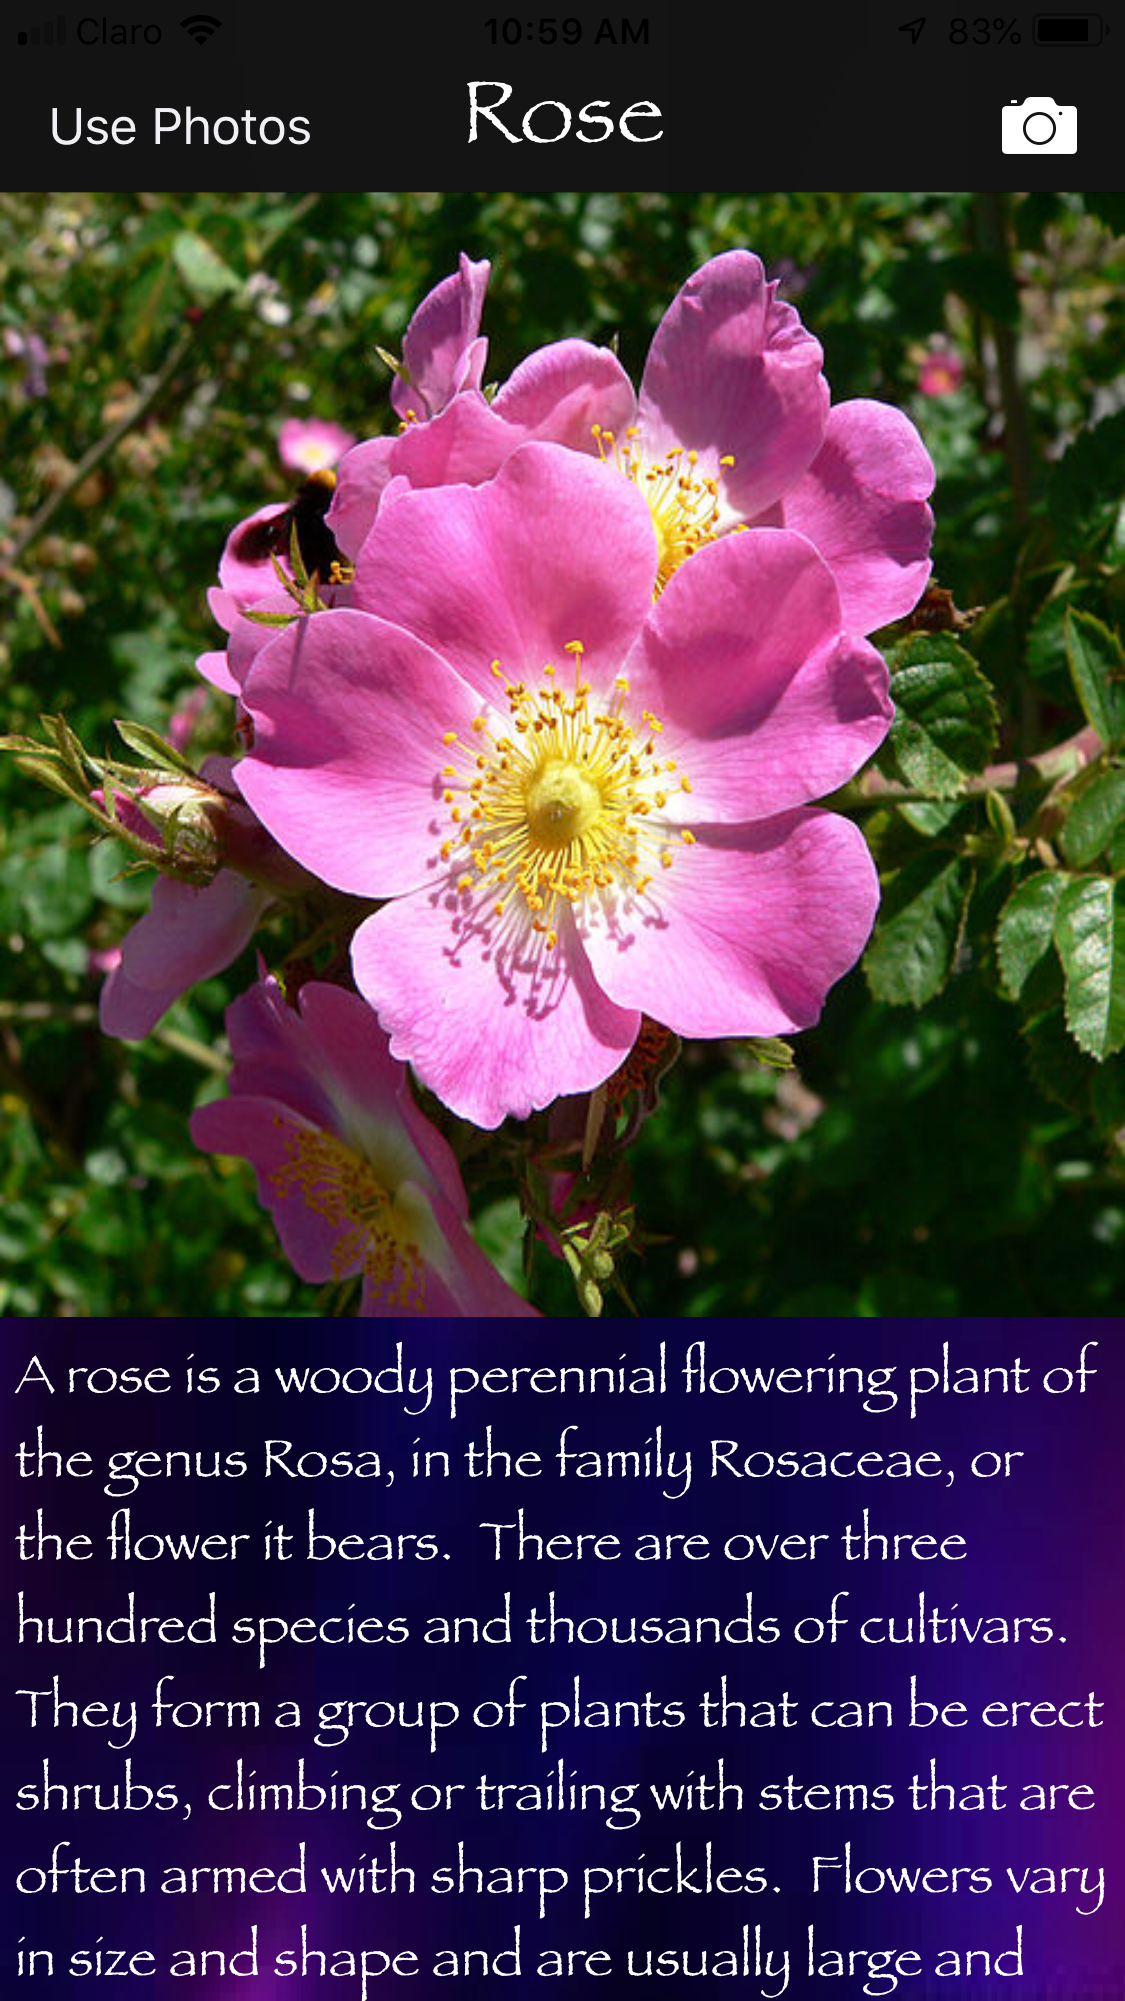 Claro 10:59 AM 83%
Use Photos Rose
A rose is a woody perennial flowering plant of
the genus Rosa, in the family Rosaceae, or
the flower it bears.  There are over three
hundred species and thousands of cultivars.
They form a group of plants that can be erect
shrubs, climbing or trailing with stems that are
often armed with sharp prickles.  Flowers vary
in size and shape and are usually large and